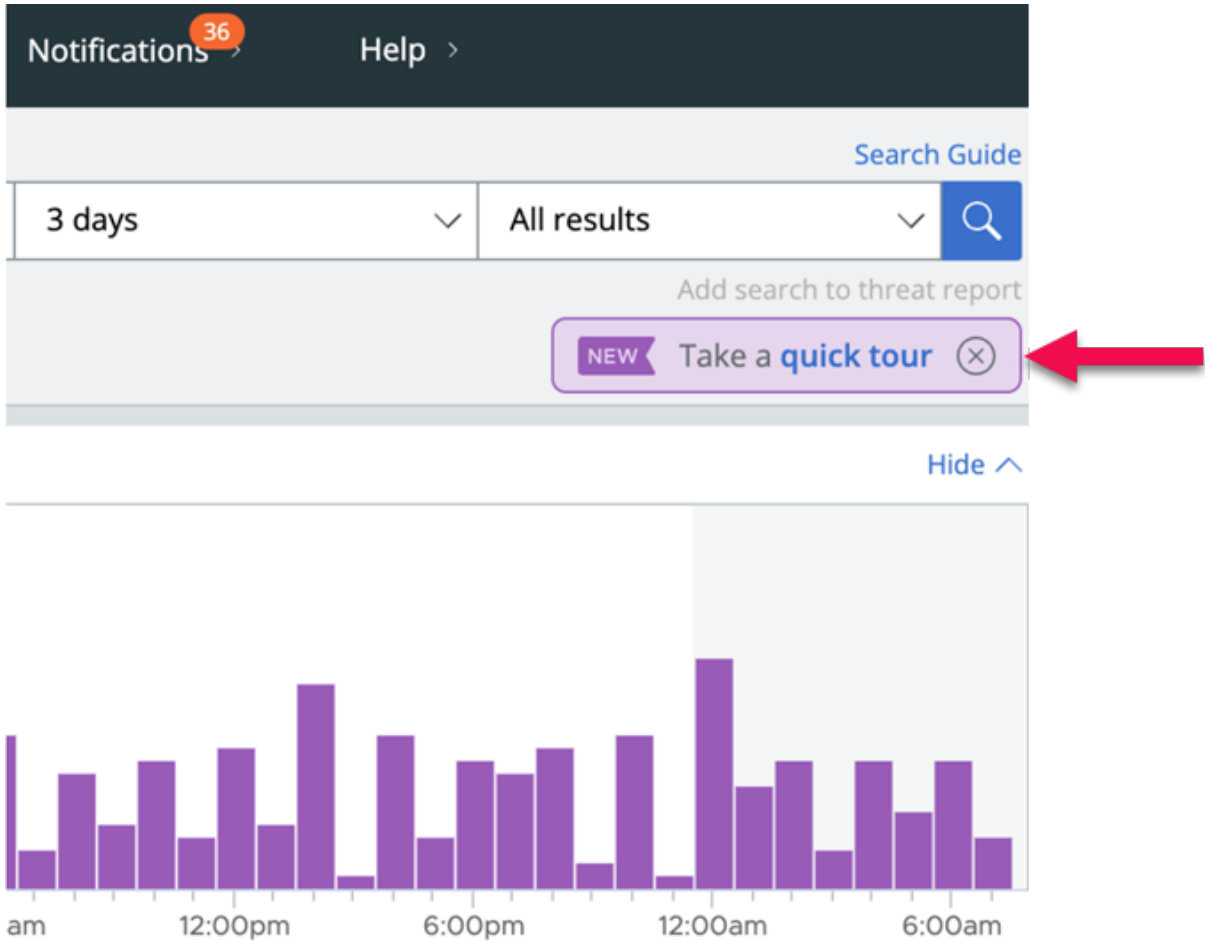 Notifications 36 Help
Search Guide
3 days All results
Add search to threat report
NEW Take a quick tour
Hide
am 12:00pm 6:00pm 12:00am 6:00am